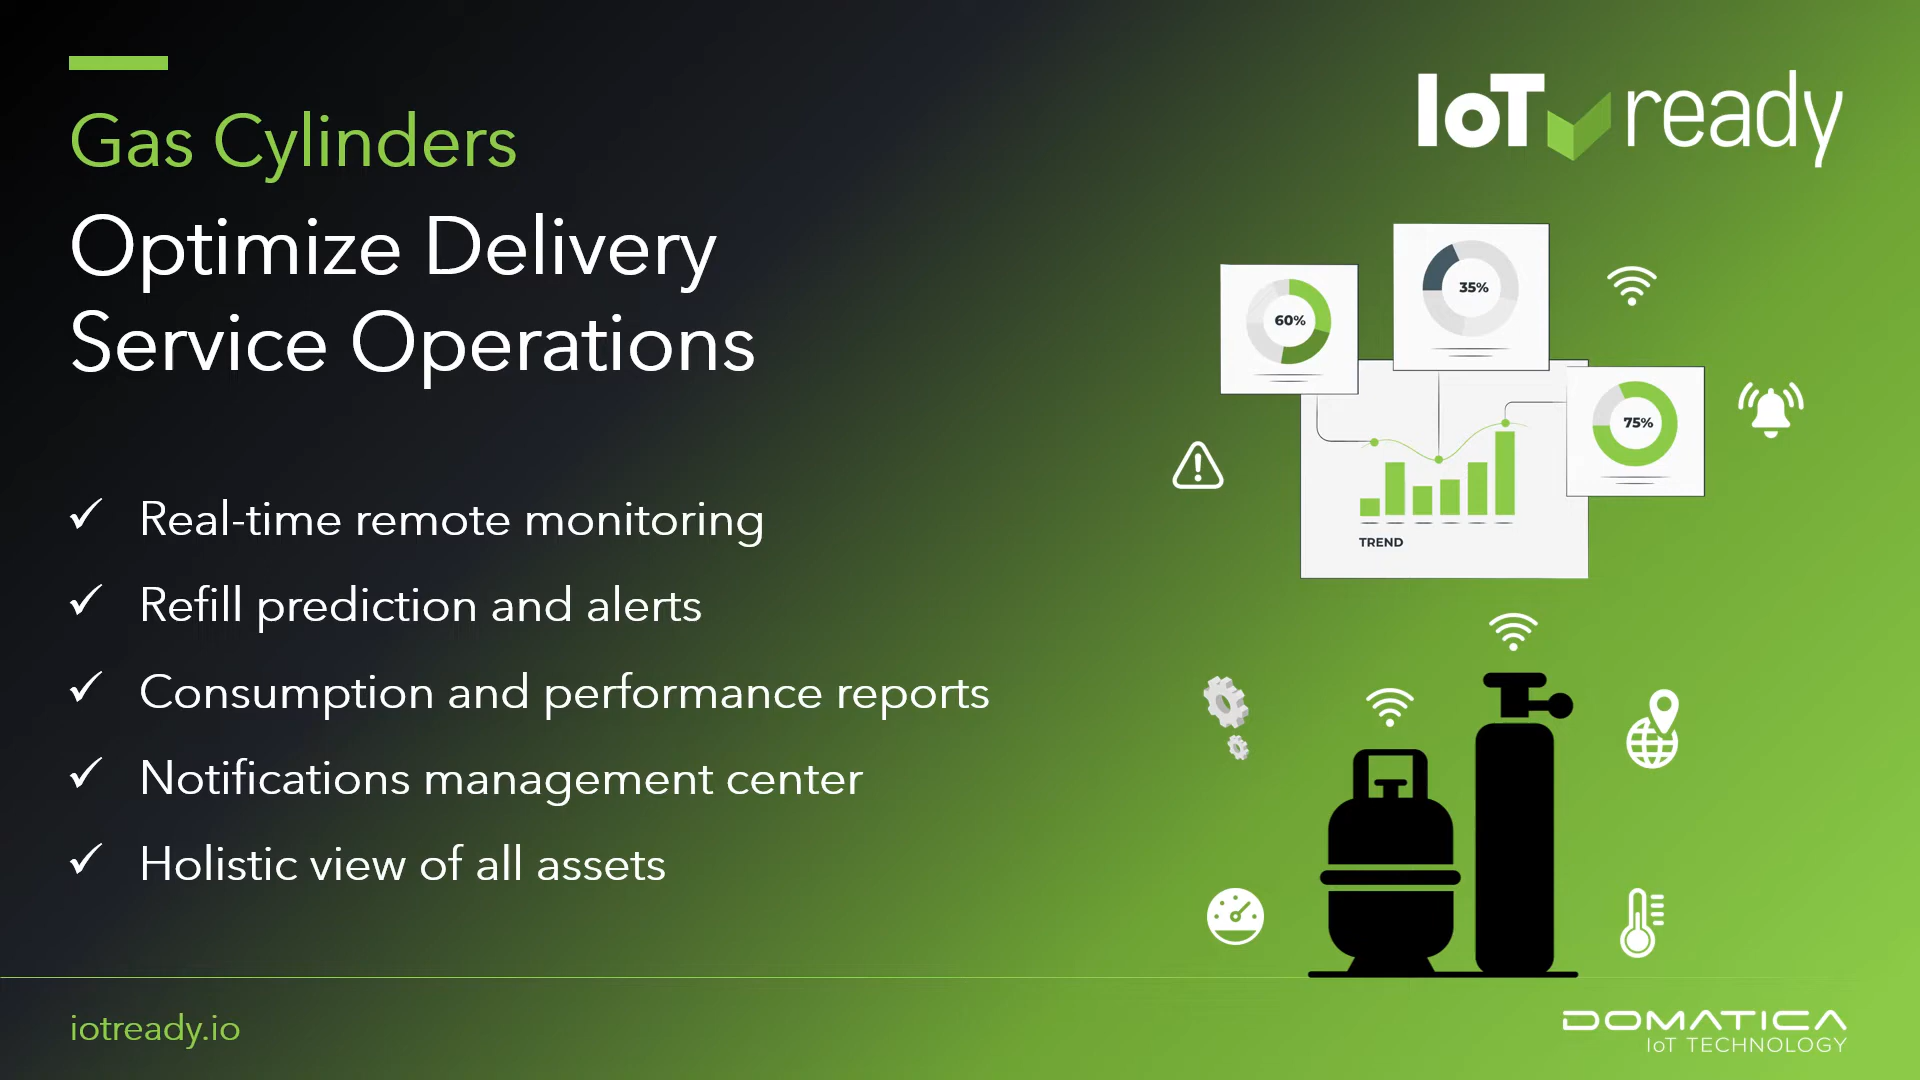 Gas Cylinders
Optimize Delivery
Service Operations
✓ Real-time remote monitoring
✓ Refill prediction and alerts
✓ Consumption and performance reports
✓ Notifications management center
✓ Holistic view of all assets
iotready.io
IoT ready
60%
35%
75%
TREND
DOMATICA
IoT TECHNOLOGY